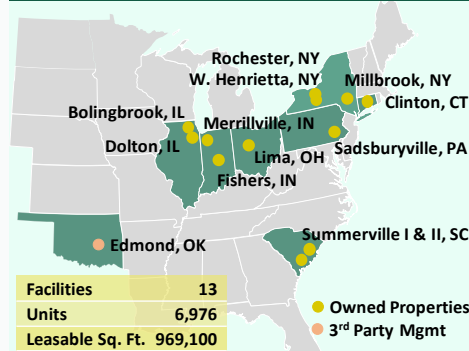 Rochester, NY
W. Henrietta, NY
Millbrook, NY
Clinton, CT
Bolingbrook, IL
Merrillville, IN
Dolton, IL
Lima, OH
Sadsburyville, PA
Fishers, IN
Summerville I & II, SC
Edmond, OK
Facilities 13
Units 6,976
Leasable Sq. Ft. 969,100
Owned Properties
3rd Party Mgmt